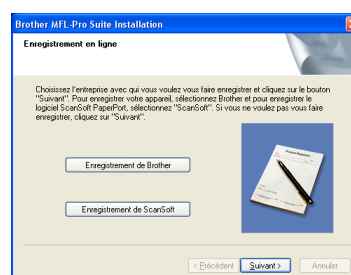 Brother MFL-Pro Suite Installation
Enregistrement en ligne
Choisissez l'entreprise avec qui vous voulez vous faire enregistrer et cliquez sur le bouton
"Suivant". Pour enregistrer votre appareil, sélectionnez Brother et pour enregistrer le
logiciel ScanSoft PaperPort, sélectionnez "ScanSoft". Si vous ne voulez pas vous faire
enregistrer, cliquez sur "Suivant".
Enregistrement de Brother
Enregistrement de ScanSoft
< Précédent
Suivant >
Annuler